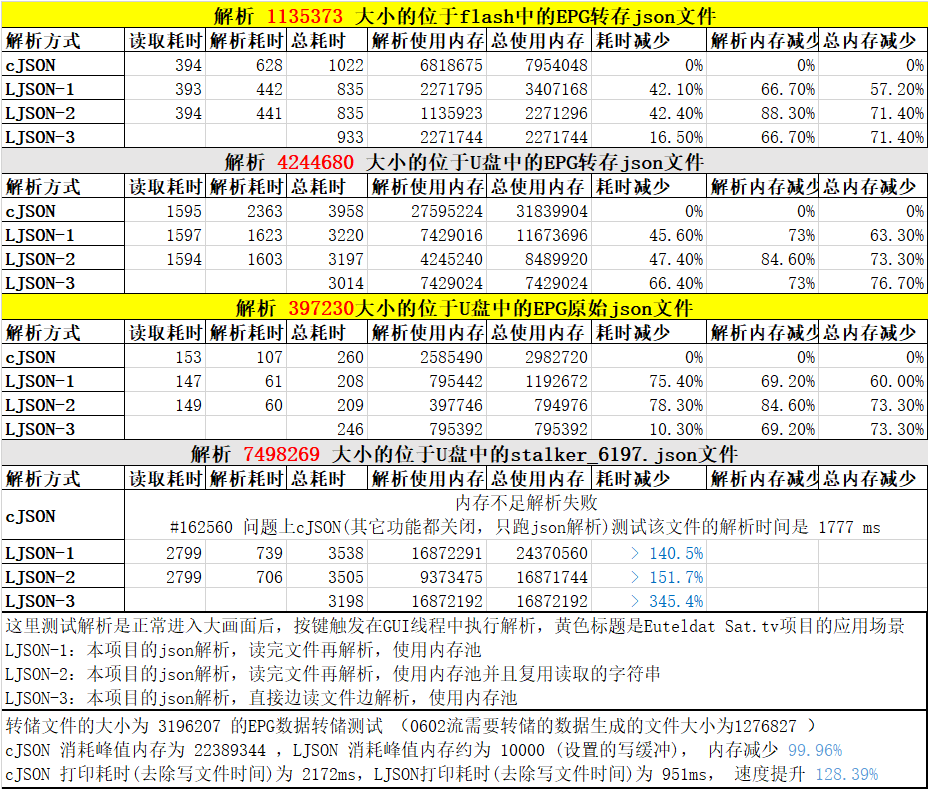 解析 1135373 大小的位于flash中的EPG转存json文件
解析方式 读取耗时 解析耗时 总耗时 解析使用内存 总使用内存 耗时减少 解析内存减少 总内存减少
cJSON 394 628 1022 6818675 7954048 0% 0% 0%
LJSON-1 393 442 835 2271795 3407168 42.10% 66.70% 57.20%
LJSON-2 394 441 835 1135923 2271296 42.40% 88.30% 71.40%
LJSON-3 933 2271744 2271744 16.50% 66.70% 71.40%
解析 4244680 大小的位于U盘中的EPG转存json文件
解析方式 读取耗时 解析耗时 总耗时 解析使用内存 总使用内存 耗时减少 解析内存减少 总内存减少
cJSON 1595 2363 3958 27595224 31839904 0% 0% 0%
LJSON-1 1597 1623 3220 7429016 11673696 45.60% 73% 63.30%
LJSON-2 1594 1603 3197 4245240 8489920 47.40% 84.60% 73.30%
LJSON-3 3014 7429024 7429024 66.40% 73% 76.70%
解析 397230大小的位于U盘中的EPG原始json文件
解析方式 读取耗时 解析耗时 总耗时 解析使用内存 总使用内存 耗时减少 解析内存减少 总内存减少
cJSON 153 107 260 2585490 2982720 0% 0% 0%
LJSON-1 147 61 208 795442 1192672 75.40% 69.20% 60.00%
LJSON-2 149 60 209 397746 794976 78.30% 84.60% 73.30%
LJSON-3 246 795392 795392 10.30% 69.20% 73.30%
解析 7498269 大小的位于U盘中的stalker_6197.json文件
解析方式 读取耗时 解析耗时 总耗时 解析使用内存 总使用内存 耗时减少 解析内存减少 总内存减少
cJSON 内存不足解析失败
#162560 问题上cJSON(其它功能都关闭，只跑json解析)测试该文件的解析时间是 1777 ms
LJSON-1 2799 739 3538 16872291 24370560 > 140.5%
LJSON-2 2799 706 3505 9373475 16871744 > 151.7%
LJSON-3 3198 16872192 16872192 > 345.4%
这里测试解析是正常进入大画面后，按键触发在GUI线程中执行解析，黄色标题是Euteldat Sat.tv项目的应用场景
LJSON-1：本项目的json解析，读完文件再解析，使用内存池
LJSON-2：本项目的json解析，读完文件再解析，使用内存池并且复用读取的字符串
LJSON-3：本项目的json解析，直接边读文件边解析，使用内存池
转储文件的大小为 3196207 的EPG数据转储测试 （0602流需要转储的数据生成的文件大小为1276827 ）
cJSON 消耗峰值内存为 22389344 ，LJSON 消耗峰值内存约为 10000 (设置的写缓冲)， 内存减少 99.96%
cJSON 打印耗时(去除写文件时间)为 2172ms，LJSON打印耗时(去除写文件时间)为 951ms， 速度提升 128.39%